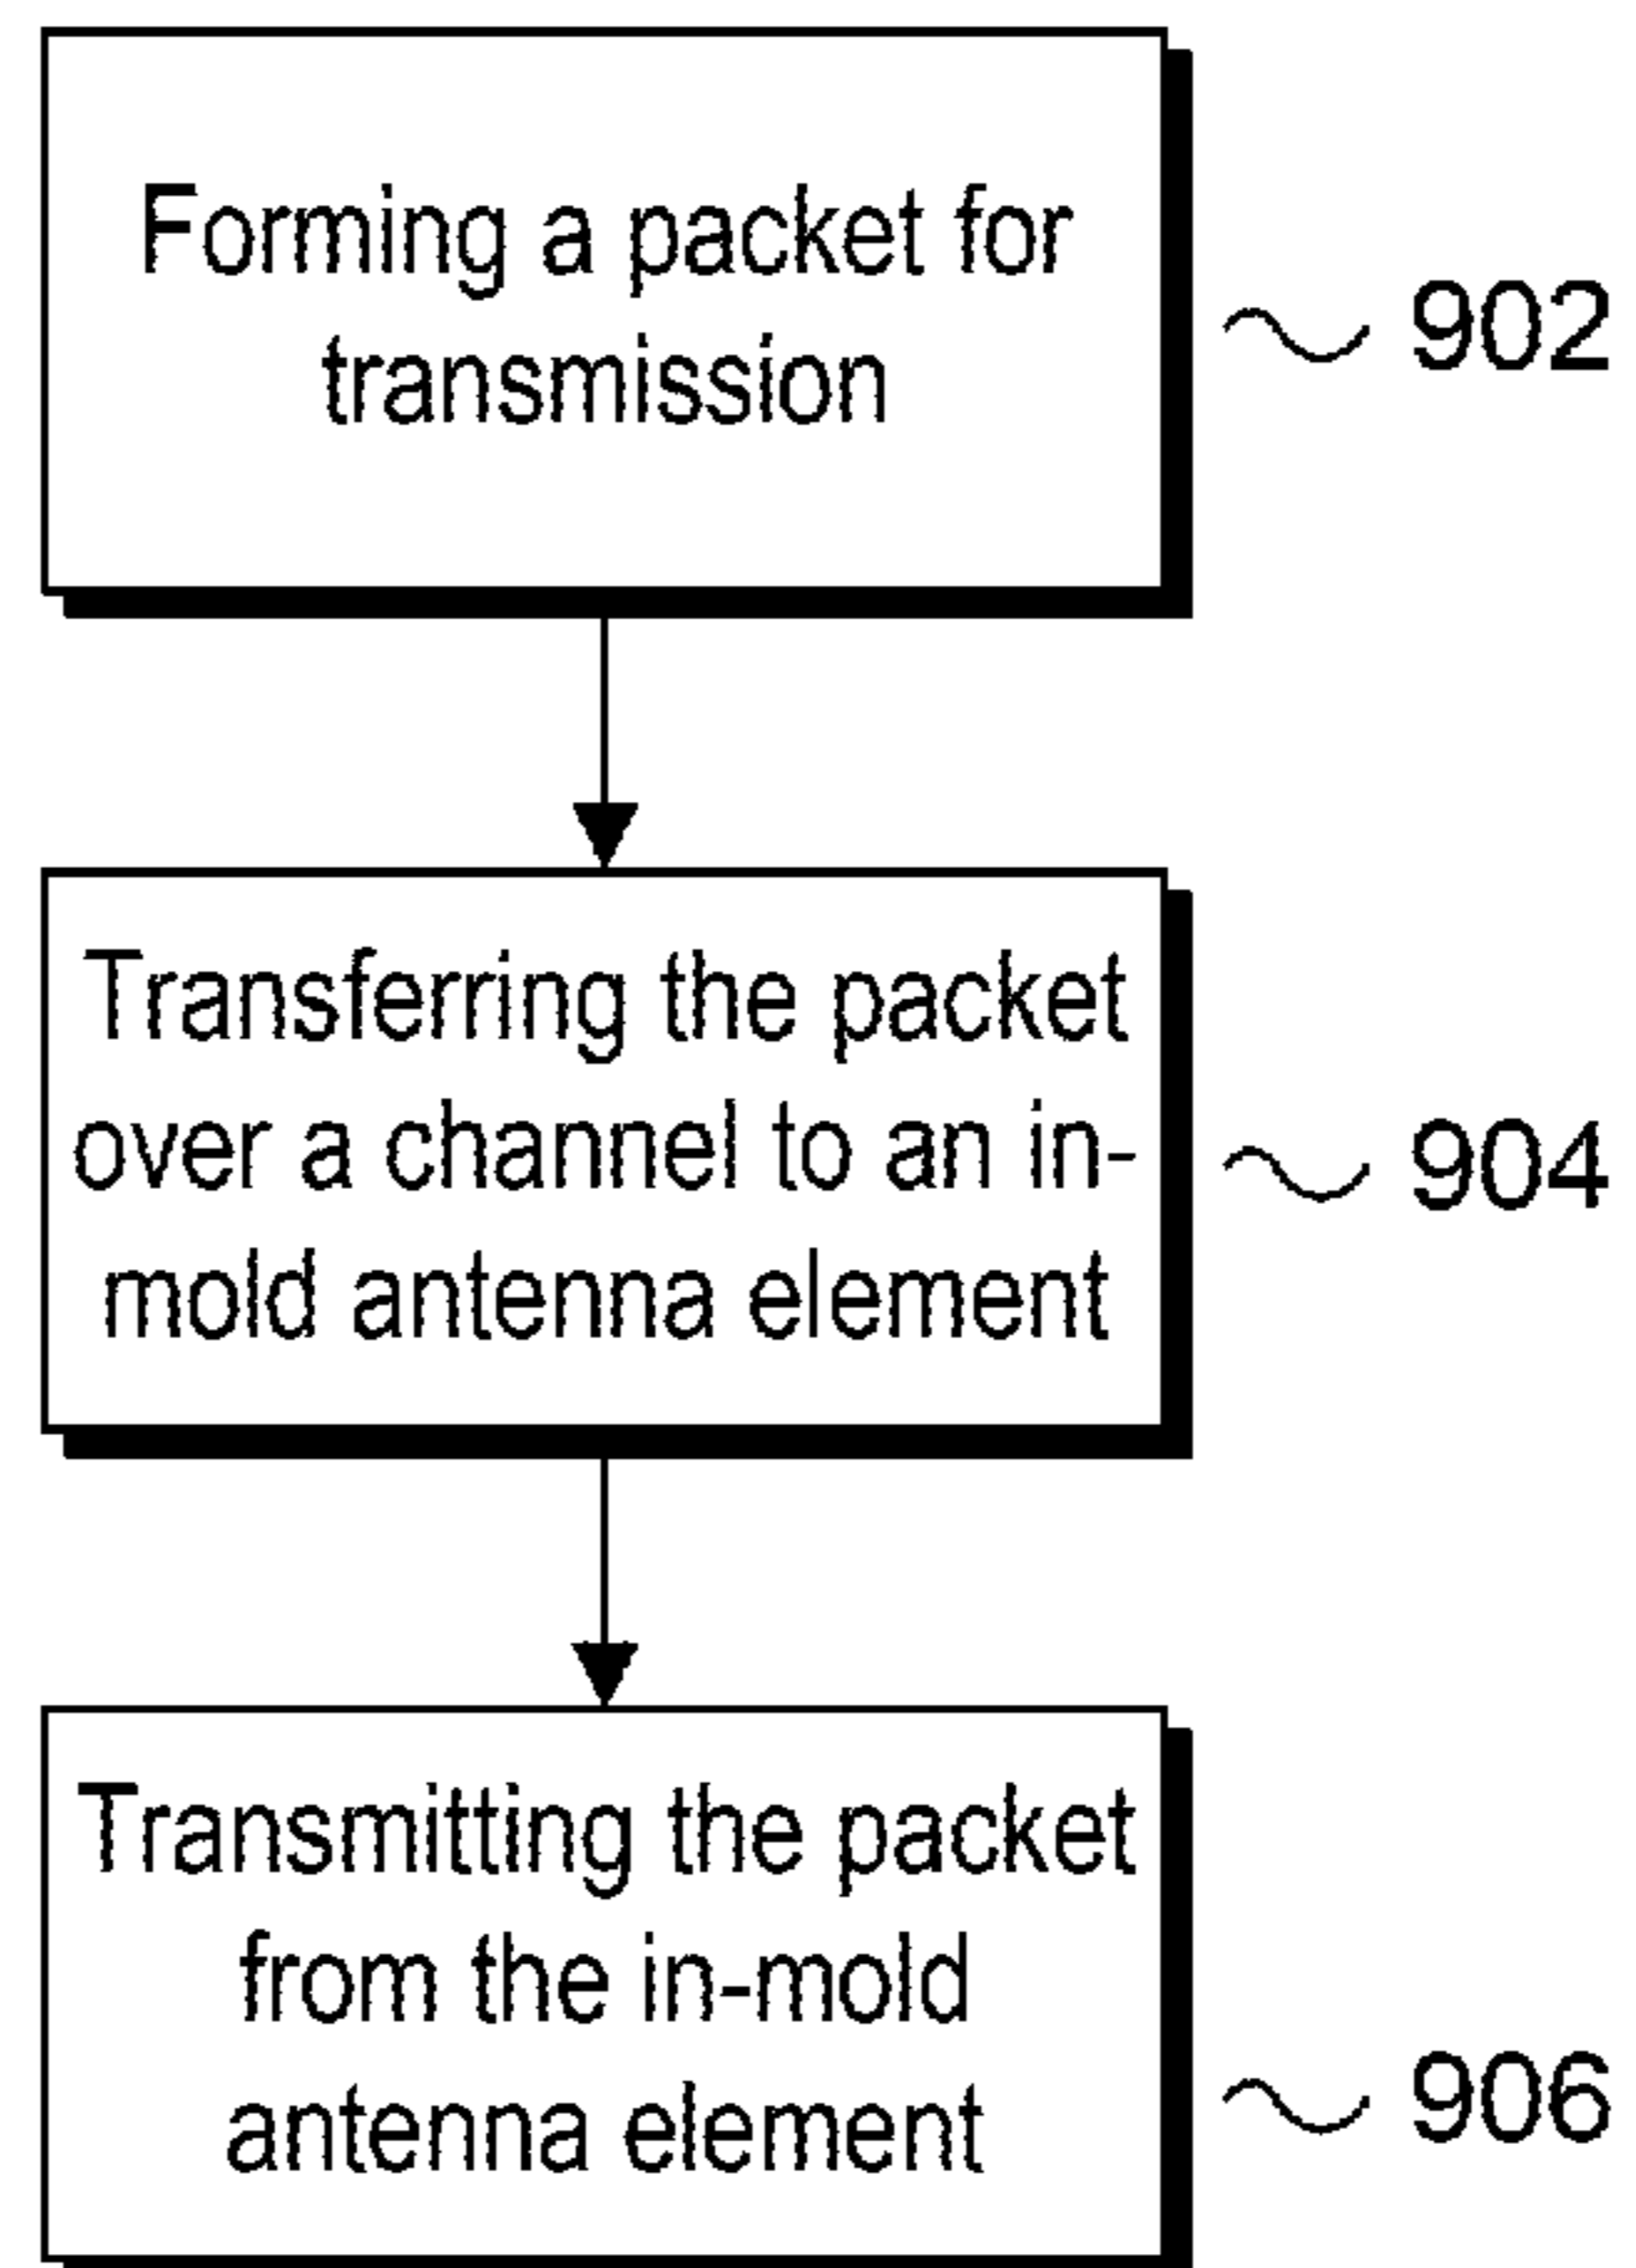 Forming a packet for
transmission
902
Transferring the packet
over a channel to an in-
mold antenna element
904
Transmitting the packet
from the in-mold
antenna element
906